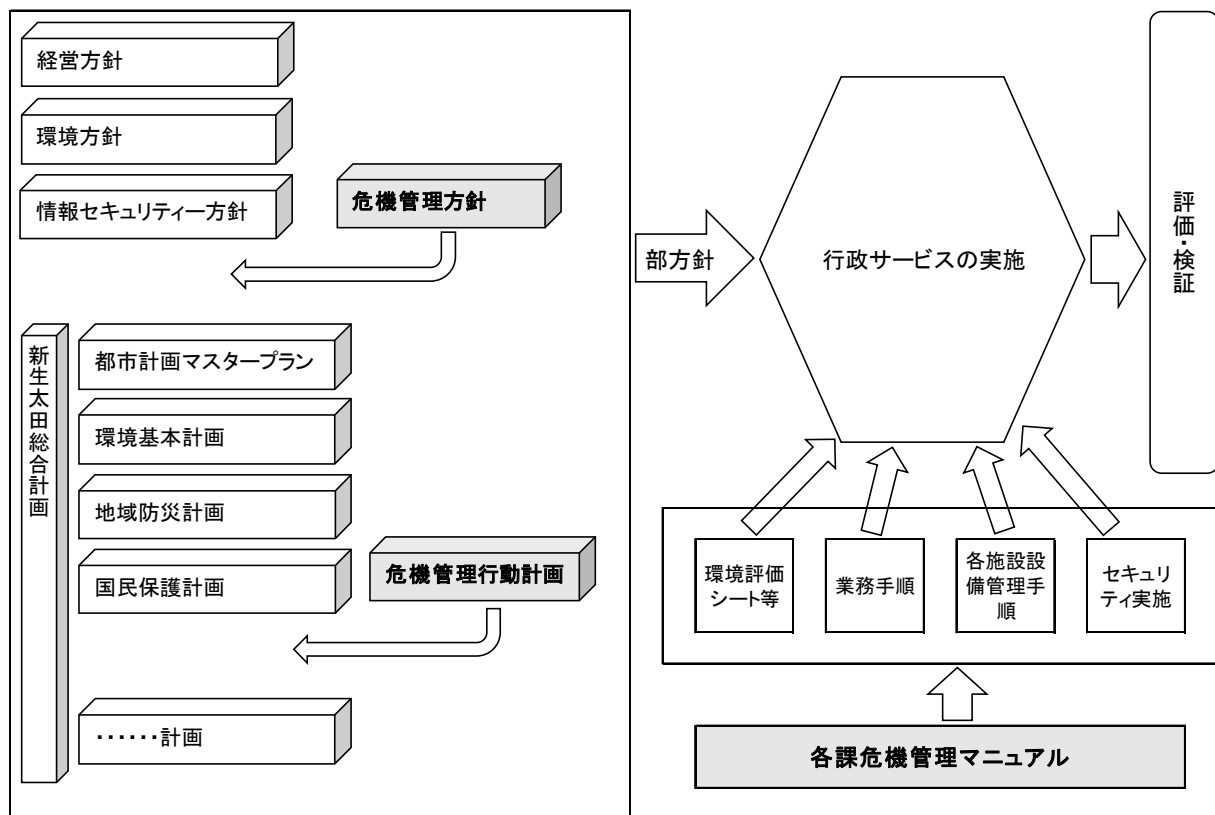 経営方針
環境方針
情報セキュリティー方針
危機管理方針
新生太田総合計画
都市計画マスタープラン
環境基本計画
地域防災計画
国民保護計画
危機管理行動計画
・・・・・・計画
部方針
行政サービスの実施
評価・検証
環境評価
シート等
業務手順
各施設設
備管理手
順
セキュリ
ティ実施
各課危機管理マニュアル